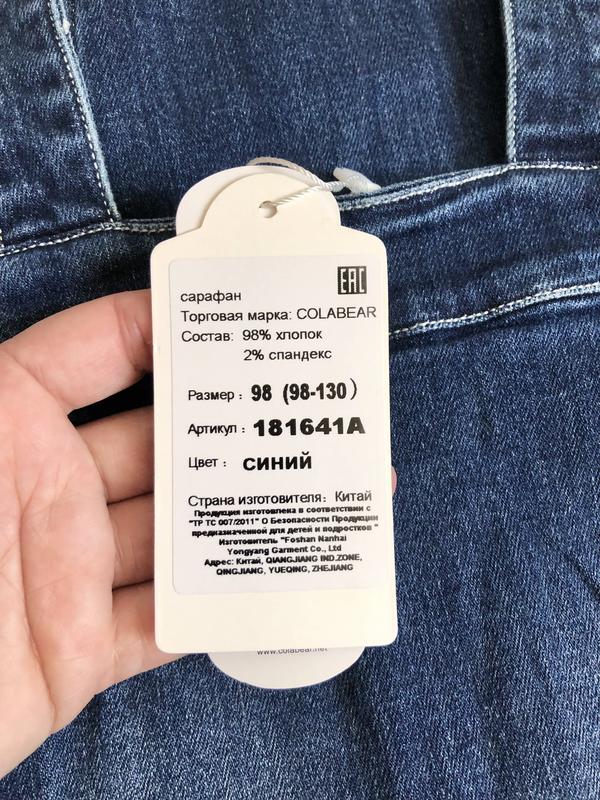 EAC
сарафан
Торговая марка: COLABEAR
Состав: 98% хлопок
2% спандекс
Размер : 98 (98-130)
Артикул : 181641A
Цвет : синий
Страна изготовителя: Китай
Продукция изготовлена в соответствии с
"ТР ТС 007/2011" О Безопасности Продукции
предказначенной для детей и подростков "
Изготовитель "Foshan Nanhai
Yongyang Garment Co., Ltd
Адрес: Китай, QIANGJIANG IND.ZONE,
QINGJIANG, YUEQING, ZHEJIANG
www.colabear.net